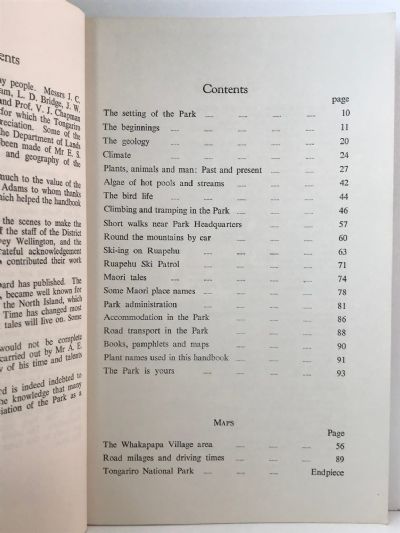 ents
ny people. Messrs J. C.
am, L. D. Bridge, J. W.
and Prof. V. J. Chapman
for which the Tongariro
reciation. Some of the
he Department of Lands
been made of Mr E. S.
and geography of the
much to the value of the
Adams to whom thanks
which helped the handbook
the scenes to make the
of the staff of the District
vey Wellington, and the
rateful acknowledgement
contributed their work
ard has published. The
became well known for
the North Island, which
Time has changed most
tales will live on. Some
would not be complete
carried out by Mr A. E.
y of his time and talents
rd is indeed indebted to
the knowledge that many
ciation of the Park as a
Contents
page
The setting of the Park 10
The beginnings 11
The geology 20
Climate 24
Plants, animals and man: Past and present 27
Algae of hot pools and streams 42
The bird life 44
Climbing and tramping in the Park 46
Short walks near Park Headquarters 57
Round the mountains by car 60
Ski-ing on Ruapehu 63
Ruapehu Ski Patrol 71
Maori tales 74
Some Maori place names 78
Park administration 81
Accommodation in the Park 86
Road transport in the Park 88
Books, pamphlets and maps 90
Plant names used in this handbook 91
The Park is yours 93
MAPS
Page
The Whakapapa Village area 56
Road milages and driving times 89
Tongariro National Park Endpiece